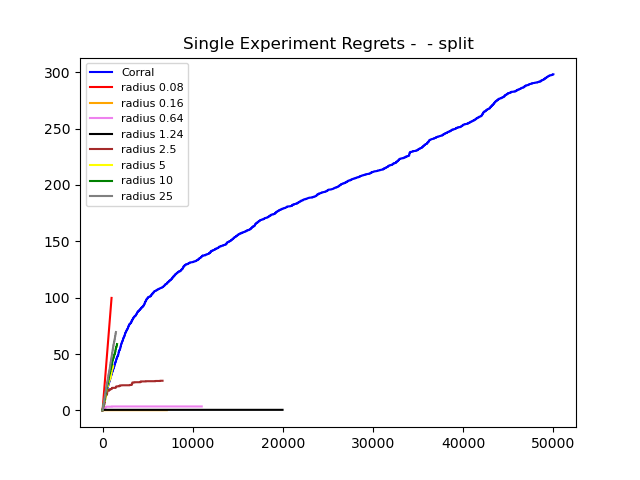 Single Experiment Regrets -  - split
300
250
200
150
100
50
0
Corral
radius 0.08
radius 0.16
radius 0.64
radius 1.24
radius 2.5
radius 5
radius 10
radius 25
0 10000 20000 30000 40000 50000